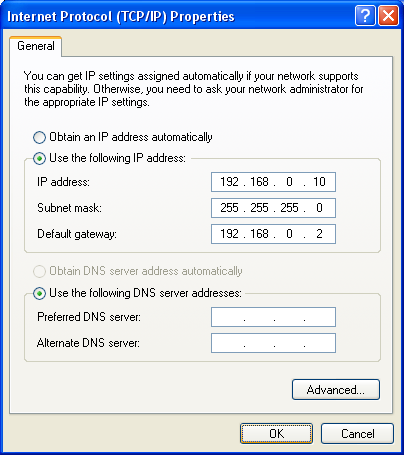 Internet Protocol (TCP/IP) Properties
General
You can get IP settings assigned automatically if your network supports
this capability. Otherwise, you need to ask your network administrator for
the appropriate IP settings.
Obtain an IP address automatically
Use the following IP address:
IP address: 192 . 168 . 0 . 10
Subnet mask: 255 . 255 . 255 . 0
Default gateway: 192 . 168 . 0 . 2
Obtain DNS server address automatically
Use the following DNS server addresses:
Preferred DNS server: . . .
Alternate DNS server: . . .
Advanced...
OK Cancel